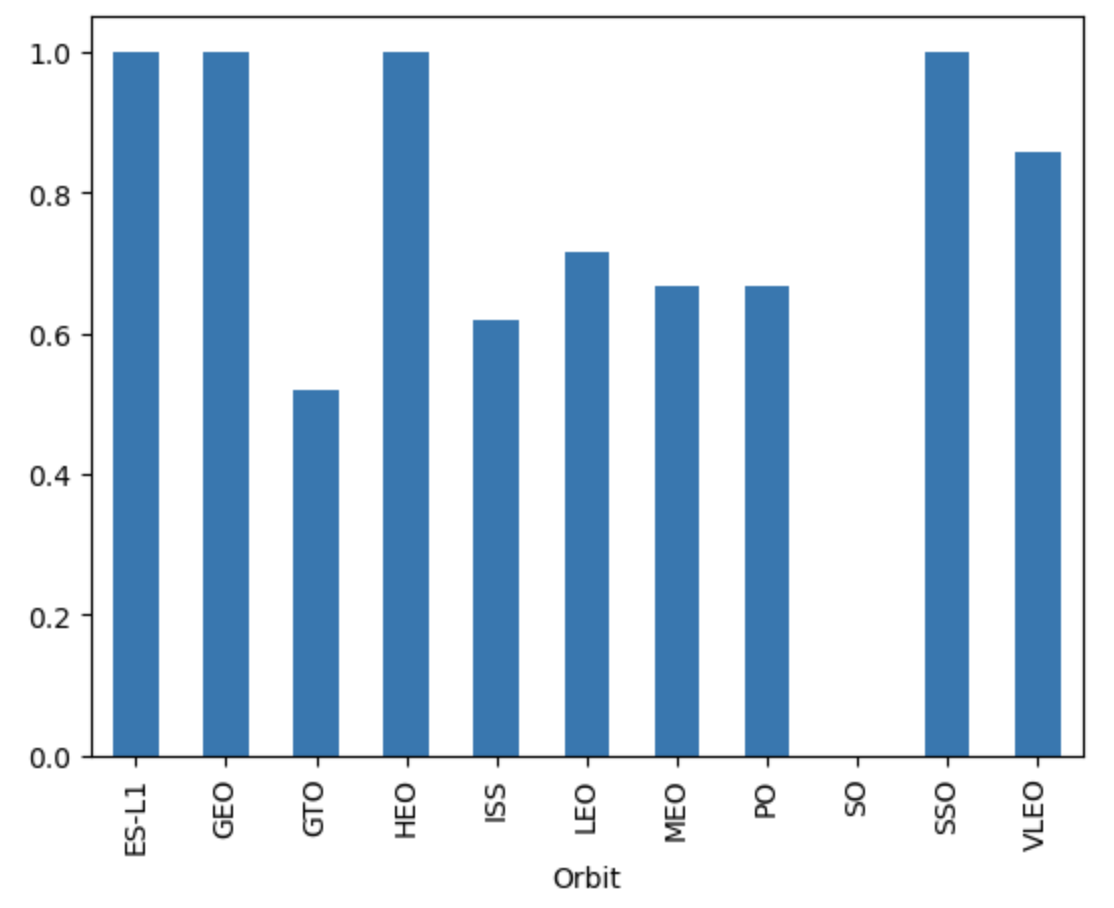 1.0
0.8
0.6
0.4
0.2
0.0
ES-L1
GEO
GTO
HEO
ISS
LEO
MEO
PO
SO
SSO
VLEO
Orbit